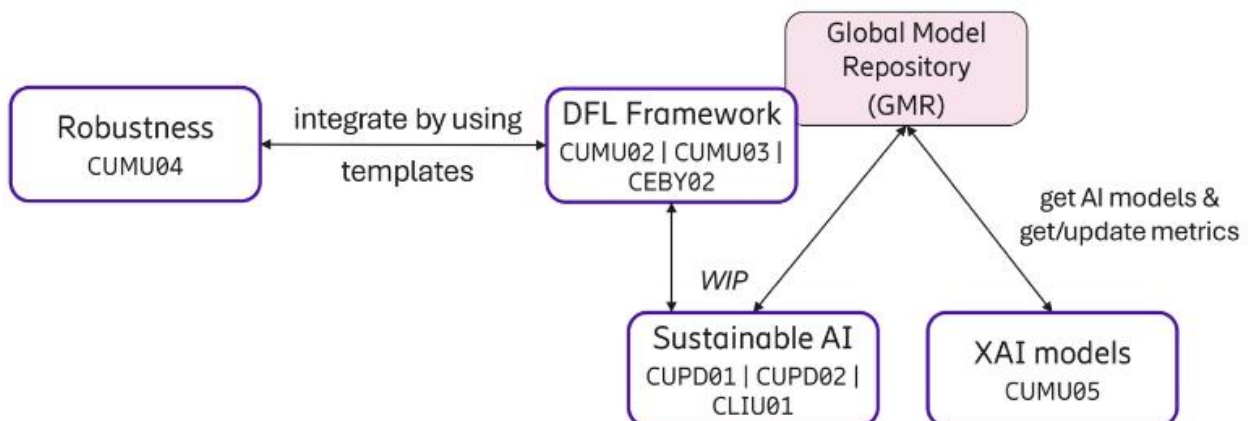 Global Model
Repository
(GMR)
Robustness
CUMU04
integrate by using
templates
DFL Framework
CUMU02 | CUMU03 |
CEBY02
get AI models &
get/update metrics
WIP
Sustainable AI
CUPD01 | CUPD02 |
CLIU01
XAI models
CUMU05